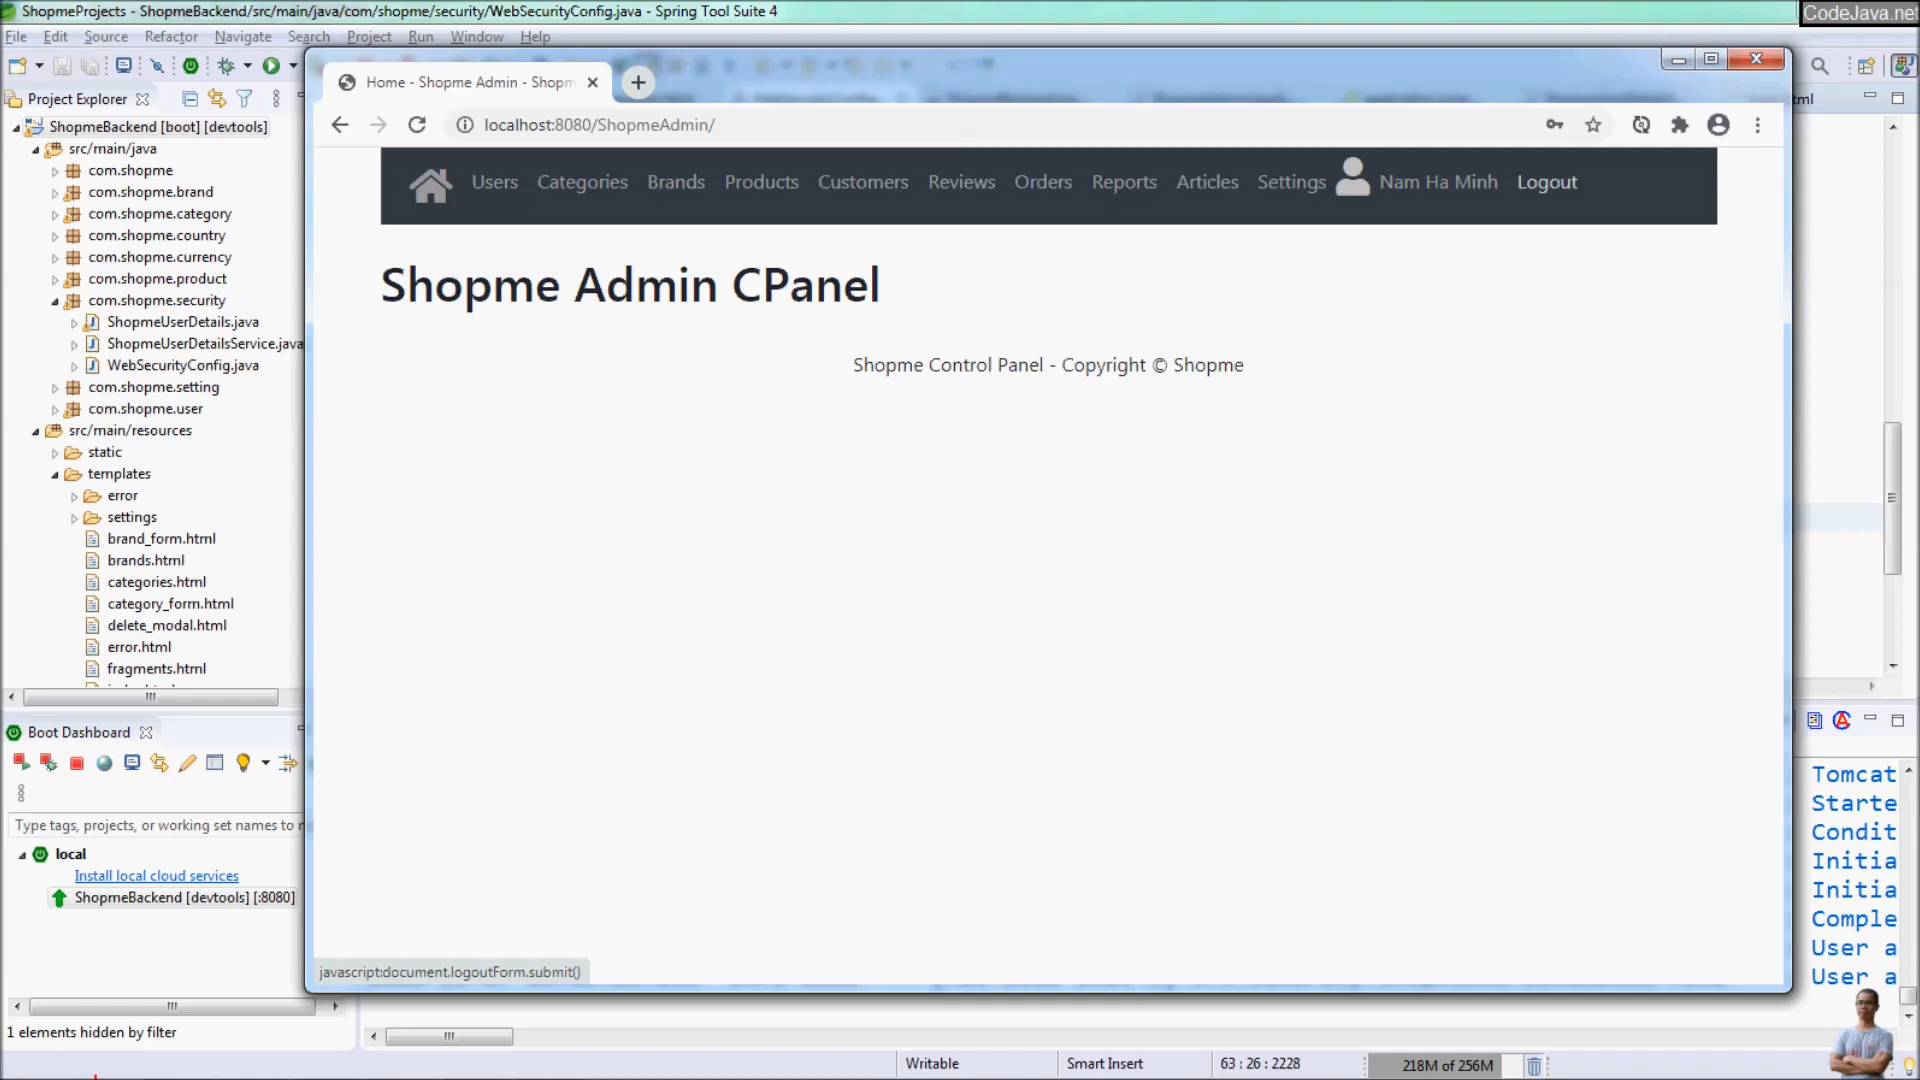 ShopmeProjects - ShopmeBackend/src/main/java/com/shopme/security/WebSecurityConfig.java - Spring Tool Suite 4
CodeJava.net
File Edit Source Refactor Navigate Search Project Run Window Help
Project Explorer
ShopmeBackend [boot] [devtools]
src/main/java
com.shopme
com.shopme.brand
com.shopme.category
com.shopme.country
com.shopme.currency
com.shopme.product
com.shopme.security
ShopmeUserDetails.java
ShopmeUserDetailsService.java
WebSecurityConfig.java
com.shopme.setting
com.shopme.user
src/main/resources
static
templates
error
settings
brand_form.html
brands.html
categories.html
category_form.html
delete_modal.html
error.html
fragments.html
Boot Dashboard
Type tags, projects, or working set names to
local
Install local cloud services
ShopmeBackend [devtools] [:8080]
1 elements hidden by filter
Home - Shopme Admin - Shopm
localhost:8080/ShopmeAdmin/
Users Categories Brands Products Customers Reviews Orders Reports Articles Settings Nam Ha Minh Logout
Shopme Admin CPanel
Shopme Control Panel - Copyright © Shopme
javascript:document.logoutForm.submit()
html
Tomcat
Starte
Condit
Initia
Initia
Comple
User a
User a
Writable Smart Insert 63 : 26 : 2228 218M of 256M